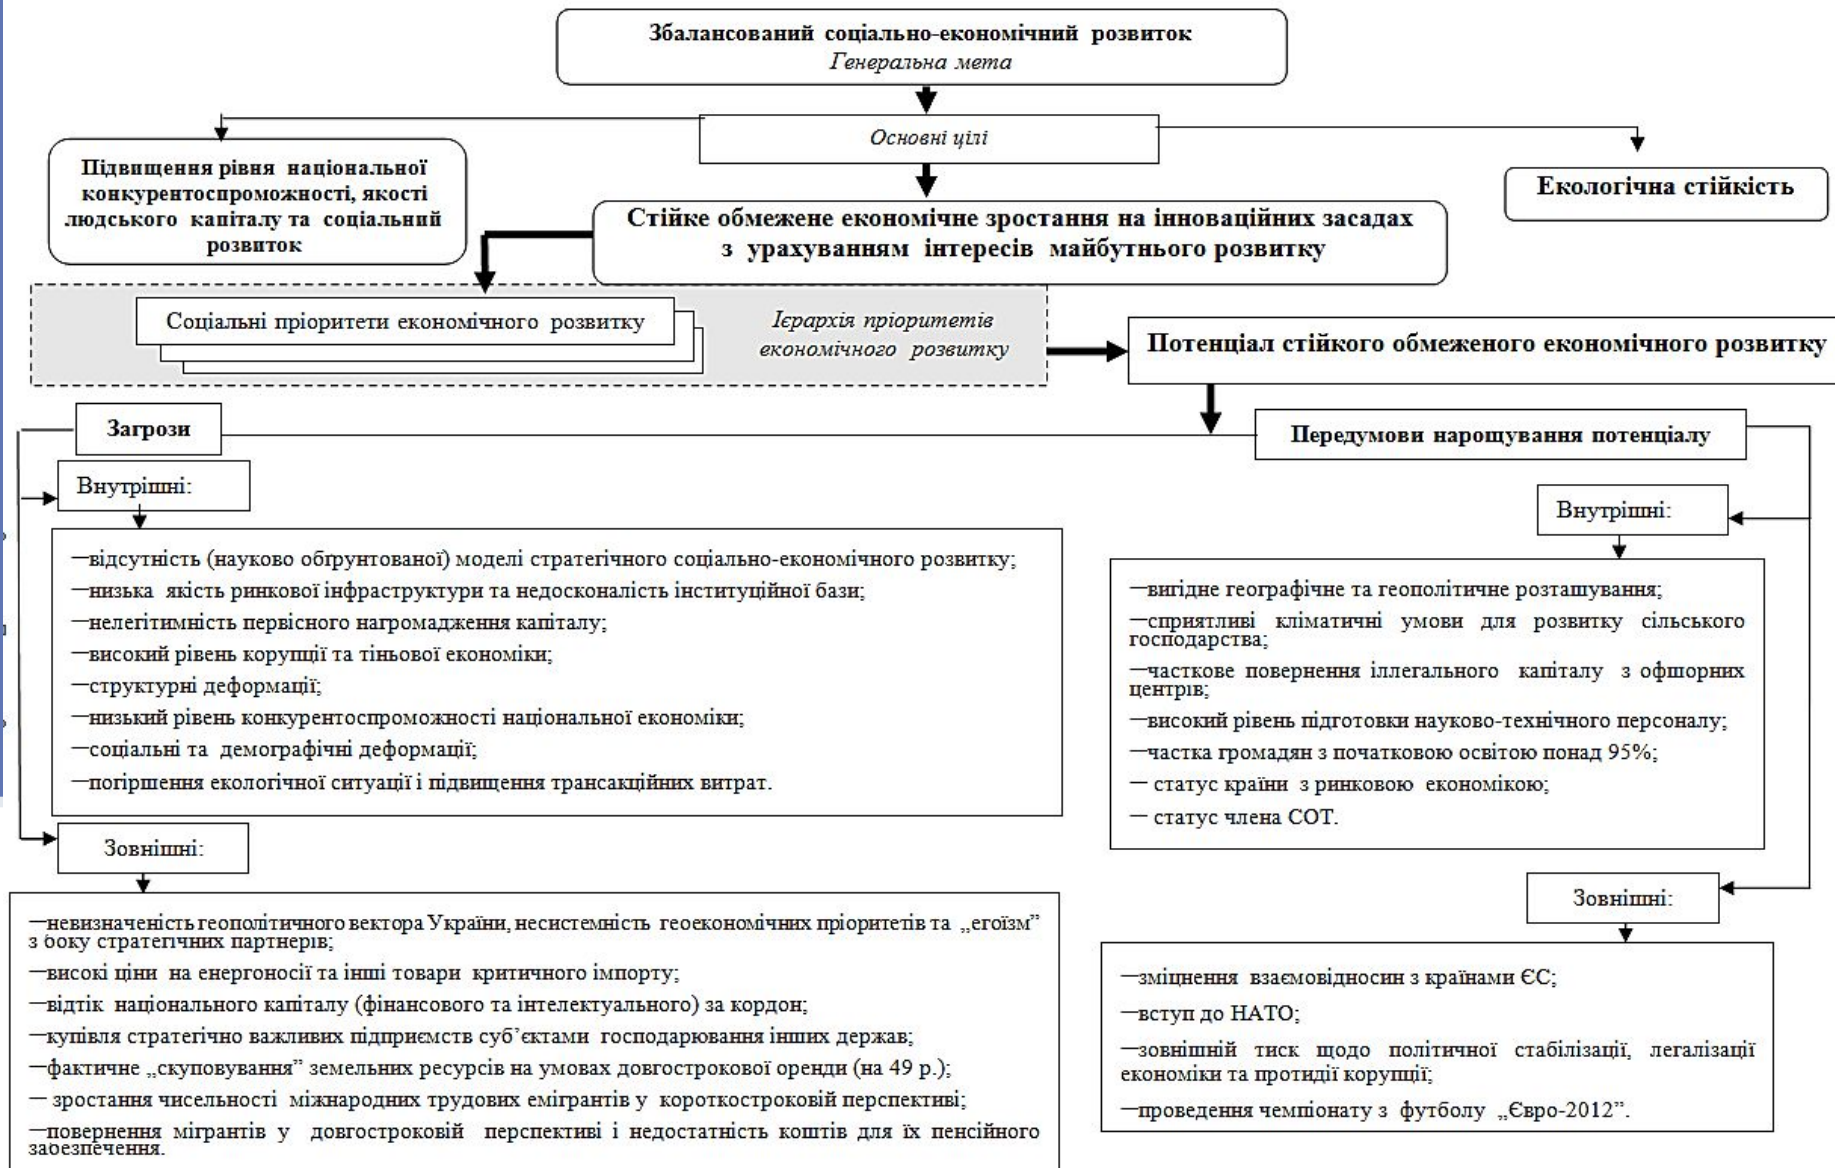 Збалансований соціально-економічний розвиток
Генеральна мета
Основні цілі
Підвищення рівня національної
конкурентоспроможності, якості
людського капіталу та соціальний
розвиток
Екологічна стійкість
Стійке обмежене економічне зростання на інноваційних засадах
з урахуванням інтересів майбутнього розвитку
Соціальні пріоритети економічного розвитку
Ієрархія пріоритетів
економічного розвитку
Потенціал стійкого обмеженого економічного розвитку
Загрози
Внутрішні:
—відсутність (науково обґрунтованої) моделі стратегічного соціально-економічного розвитку;
—низька якість ринкової інфраструктури та недосконалість інституційної бази;
—нелегітимність первісного нагромадження капіталу;
—високий рівень корупції та тіньової економіки;
—структурні деформації;
—низький рівень конкурентоспроможності національної економіки;
—соціальні та демографічні деформації;
—погіршення екологічної ситуації і підвищення трансакційних витрат.
Зовнішні:
—невизначеність геополітичного вектора України, несистемність геоекономічних пріоритетів та „егоїзм”
з боку стратегічних партнерів;
—високі ціни на енергоносії та інші товари критичного імпорту;
—відтік національного капіталу (фінансового та інтелектуального) за кордон;
—купівля стратегічно важливих підприємств суб’єктами господарювання інших держав;
—фактичне „скуповування” земельних ресурсів на умовах довгострокової оренди (на 49 р.);
— зростання чисельності міжнародних трудових емігрантів у короткостроковій перспективі;
—повернення мігрантів у довгостроковій перспективі і недостатність коштів для їх пенсійного
забезпечення.
Передумови нарощування потенціалу
Внутрішні:
—вигідне географічне та геополітичне розташування;
—сприятливі кліматичні умови для розвитку сільського
господарства;
—часткове повернення іллегального капіталу з офшорних
центрів;
—високий рівень підготовки науково-технічного персоналу;
—частка громадян з початковою освітою понад 95%;
— статус країни з ринковою економікою;
— статус члена СОТ.
Зовнішні:
—зміцнення взаємовідносин з країнами ЄС;
—вступ до НАТО;
—зовнішній тиск щодо політичної стабілізації, легалізації
економіки та протидії корупції;
—проведення чемпіонату з футболу „Євро-2012”.